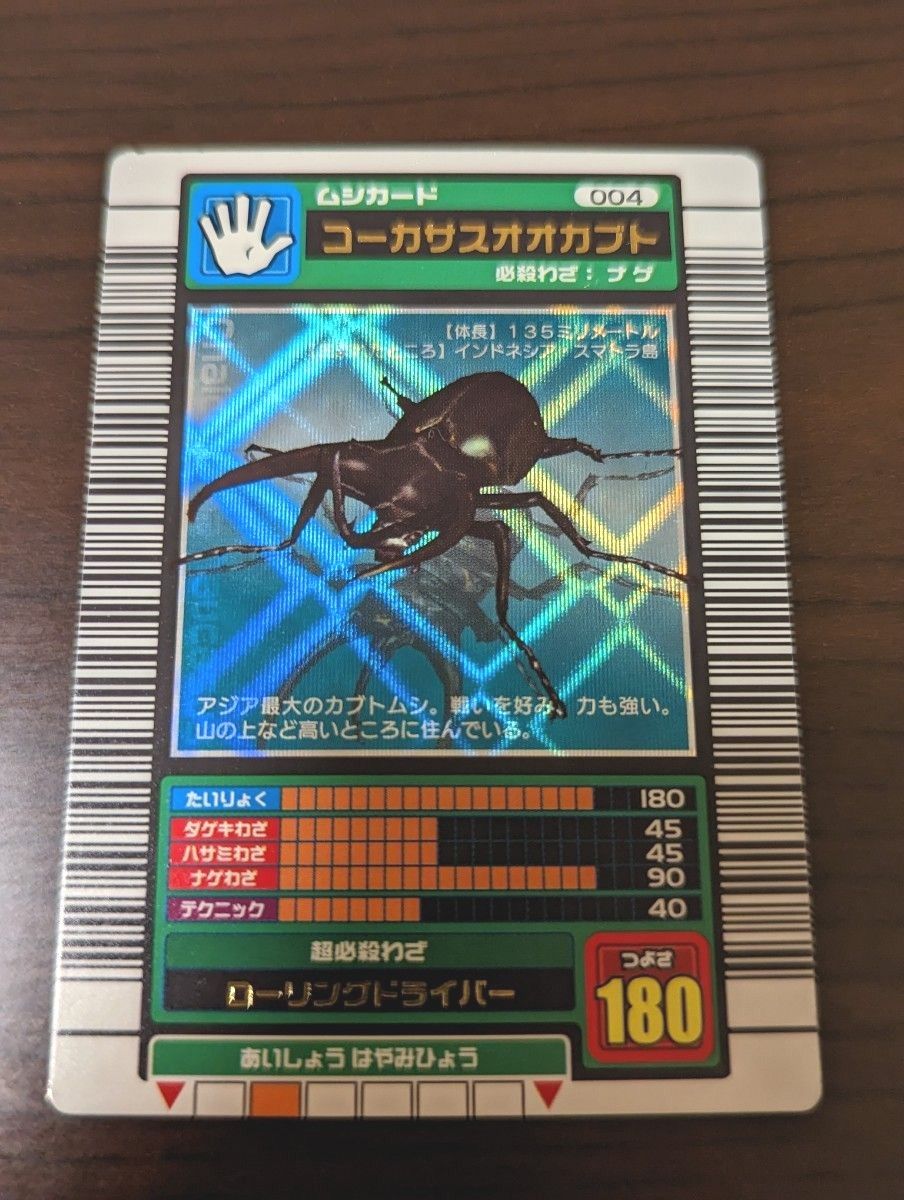 ムシカード
004
コーカサスオオカブト
必殺わざ:ナゲ
【体長】135ミリメートル
ころ】インドネシア スマトラ島
アジア最大のカブトムシ。戦いを好み、力も強い。
山の上など高いところに住んでいる。
たいりょく 180
ダゲキわざ 45
ハサミわざ 45
ナゲわざ 90
テクニック 40
超必殺わざ
ローリングドライバー
つよさ
180
あいしょう はやみひょう